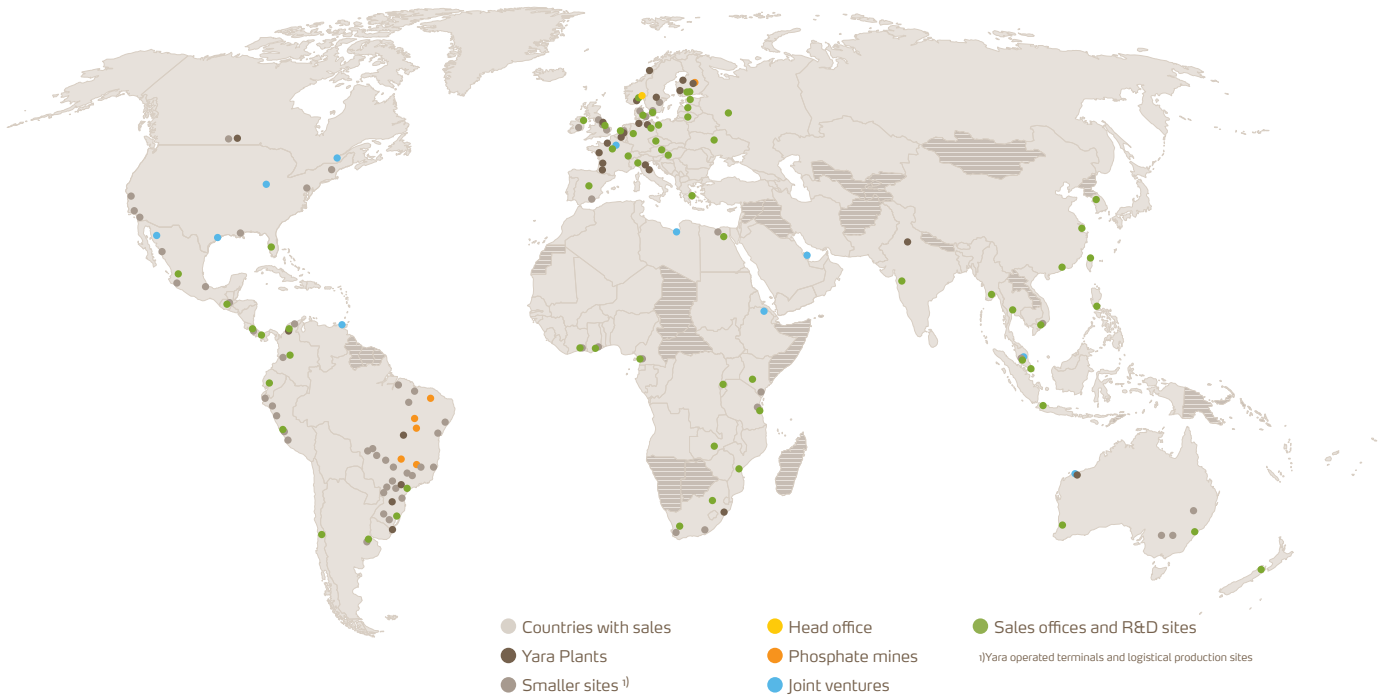 Countries with sales
Yara Plants
Smaller sites ¹⁾
Head office
Phosphate mines
Joint ventures
Sales offices and R&D sites
¹⁾Yara operated terminals and logistical production sites